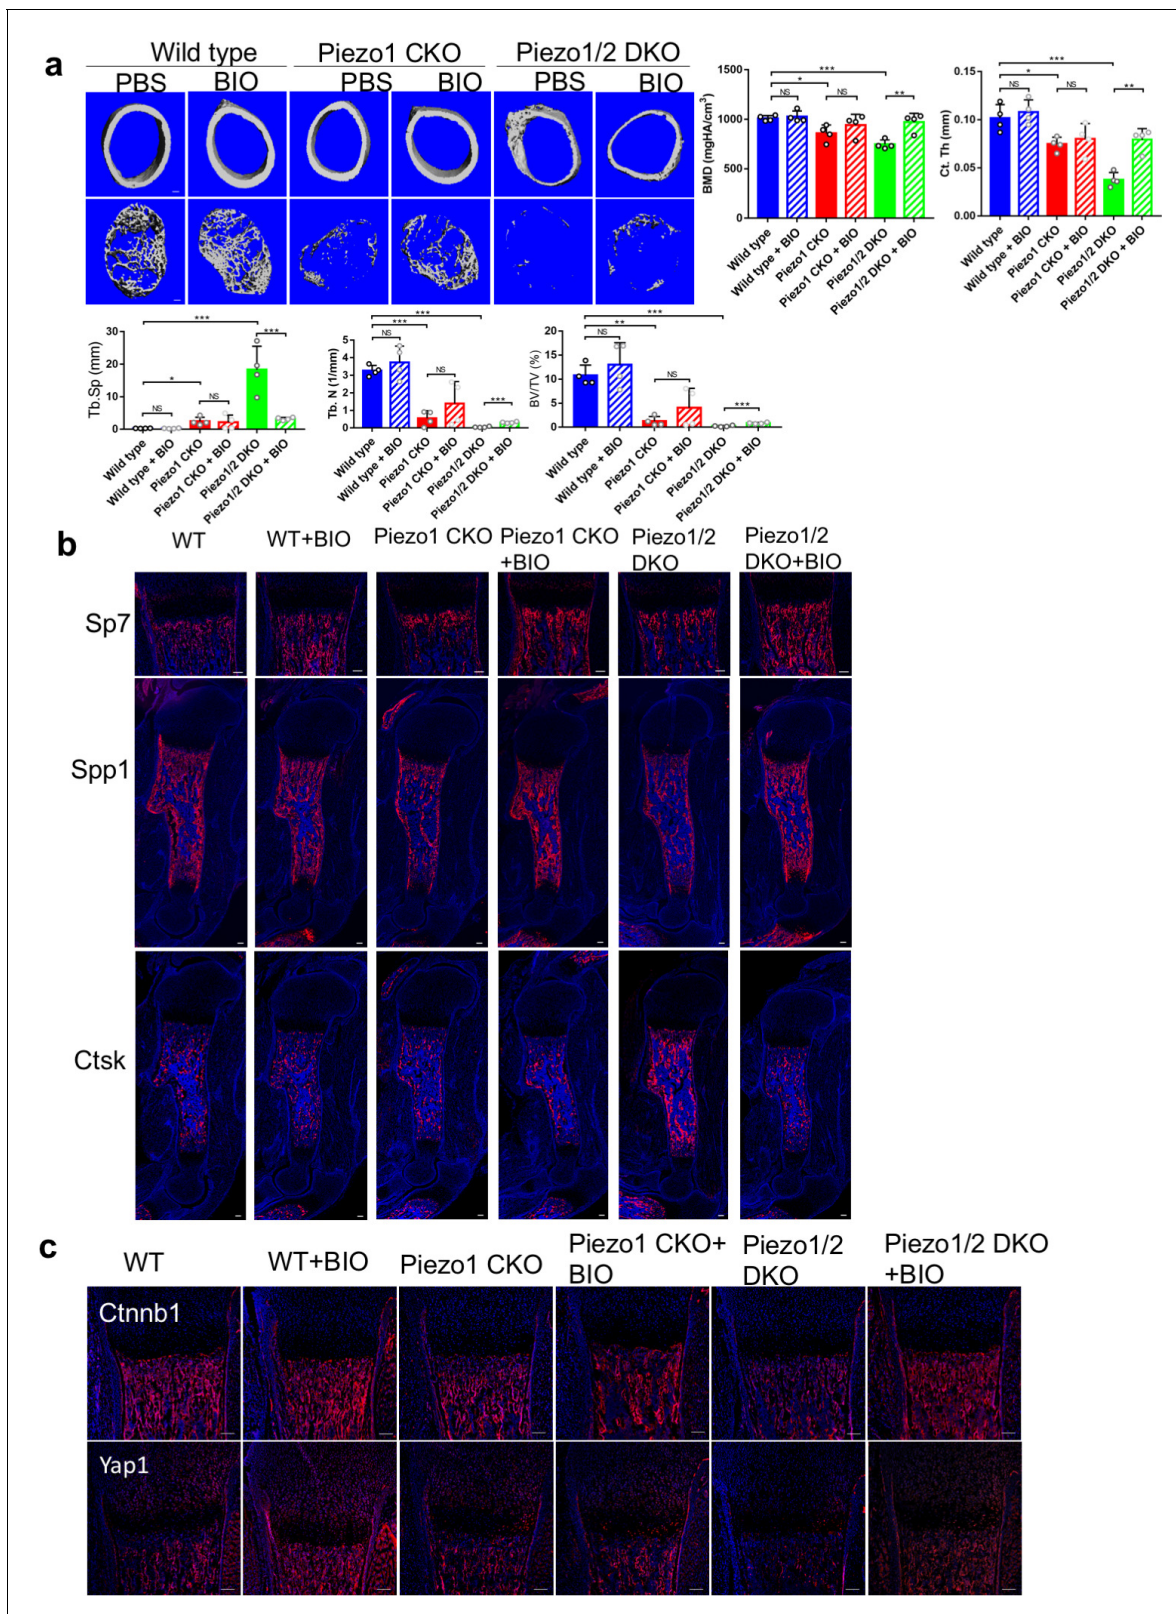 a
Wild type Piezo1 CKO Piezo1/2 DKO
PBS BIO PBS BIO PBS BIO
BMD (mgHA/cm3)
1500
1000
500
0
*** * NS NS **
Wild type
Wild type + BIO
Piezo1 CKO
Piezo1 CKO + BIO
Piezo1/2 DKO
Piezo1/2 DKO + BIO
Ct. Th (mm)
0.15
0.10
0.05
0.00
*** * NS NS **
Wild type
Wild type + BIO
Piezo1 CKO
Piezo1 CKO + BIO
Piezo1/2 DKO
Piezo1/2 DKO + BIO
Tb.Sp (mm)
30
20
10
0
*** *** * NS NS
Wild type
Wild type + BIO
Piezo1 CKO
Piezo1 CKO + BIO
Piezo1/2 DKO
Piezo1/2 DKO + BIO
Tb. N (1/mm)
5
4
3
2
1
0
*** *** NS NS ***
Wild type
Wild type + BIO
Piezo1 CKO
Piezo1 CKO + BIO
Piezo1/2 DKO
Piezo1/2 DKO + BIO
BV/TV (%)
20
15
10
5
0
*** ** NS NS ***
Wild type
Wild type + BIO
Piezo1 CKO
Piezo1 CKO + BIO
Piezo1/2 DKO
Piezo1/2 DKO + BIO
b
WT WT+BIO Piezo1 CKO Piezo1 CKO Piezo1/2 Piezo1/2
+BIO DKO DKO+BIO
Sp7
Spp1
Ctsk
c
WT WT+BIO Piezo1 CKO Piezo1 CKO+ Piezo1/2 Piezo1/2 DKO
BIO DKO +BIO
Ctnnb1
Yap1